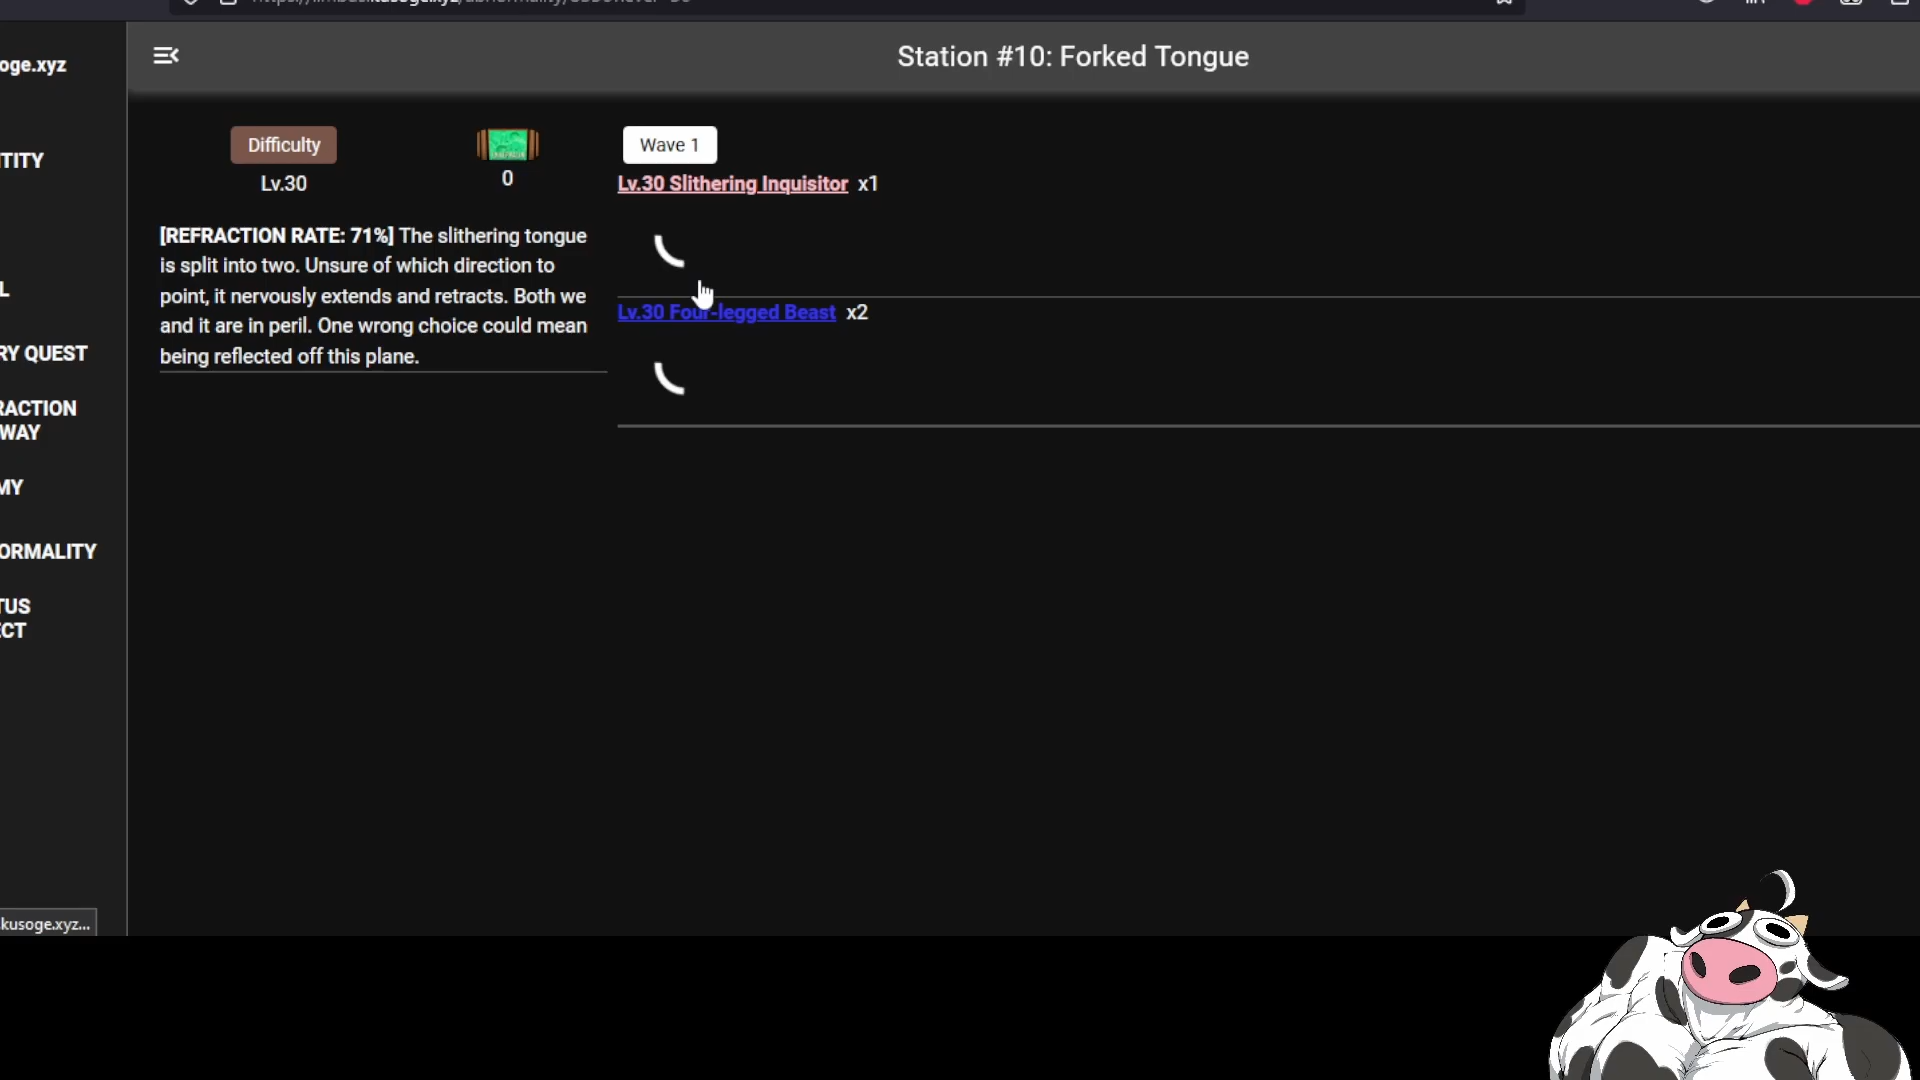 Station #10: Forked Tongue
oge.xyz
TITY
L
RY QUEST
RACTION
WAY
MY
ORMALITY
TUS
ECT
kusoge.xyz...
Difficulty
Lv.30
0
[REFRACTION RATE: 71%] The slithering tongue
is split into two. Unsure of which direction to
point, it nervously extends and retracts. Both we
and it are in peril. One wrong choice could mean
being reflected off this plane.
Wave 1
Lv.30 Slithering Inquisitor x1
Lv.30 Four-legged Beast x2